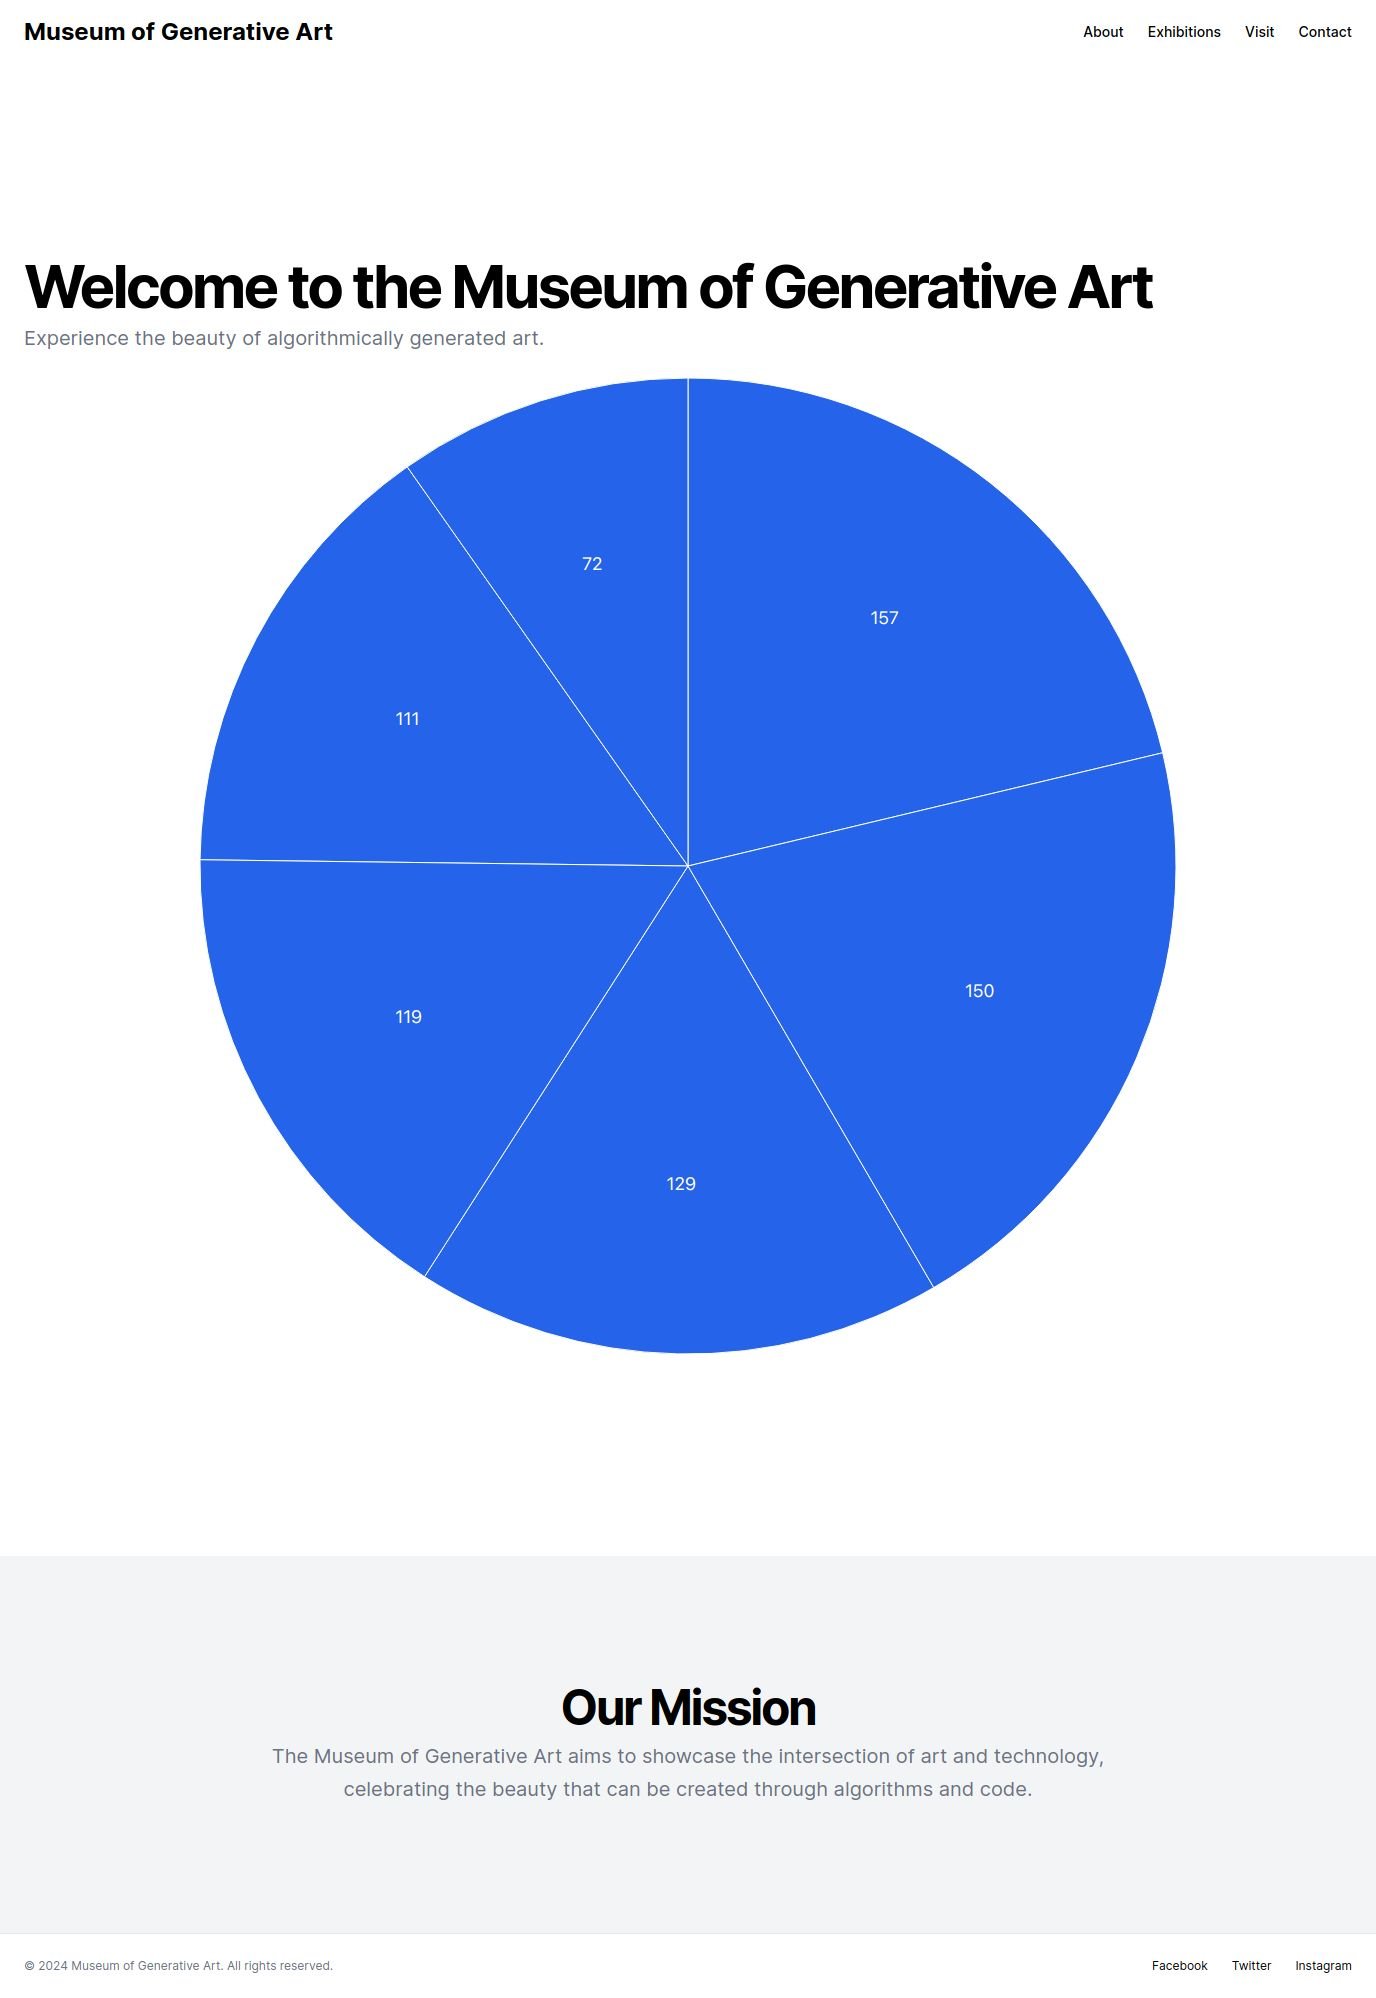 Museum of Generative Art
About Exhibitions Visit Contact
Welcome to the Museum of Generative Art
Experience the beauty of algorithmically generated art.
72
157
111
150
119
129
Our Mission
The Museum of Generative Art aims to showcase the intersection of art and technology,
celebrating the beauty that can be created through algorithms and code.
© 2024 Museum of Generative Art. All rights reserved.
Facebook Twitter Instagram